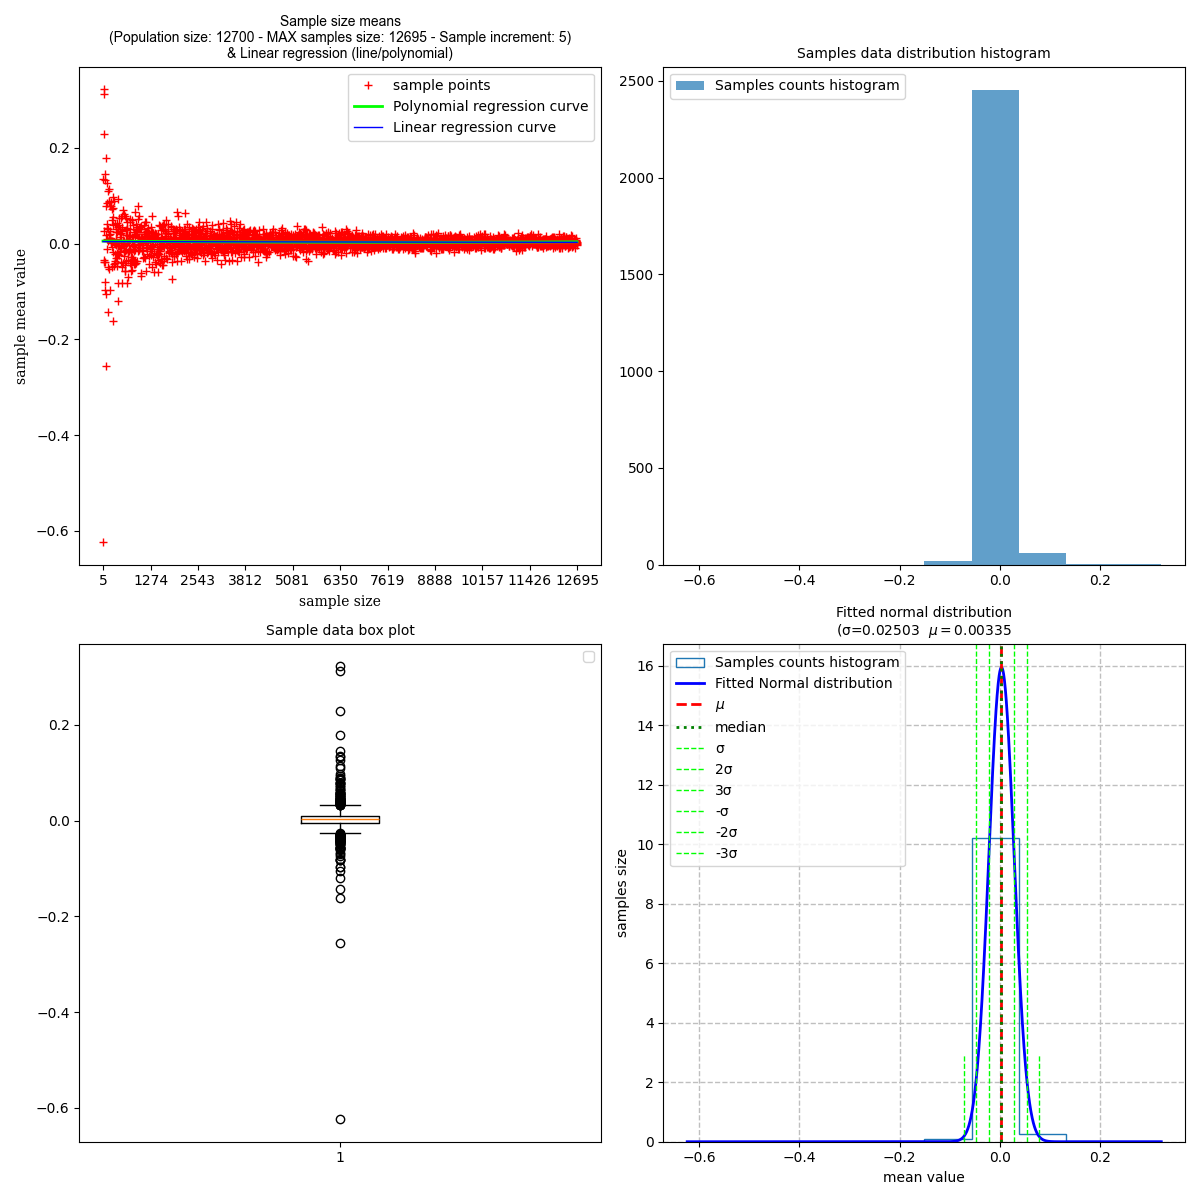 Sample size means
(Population size: 12700 - MAX samples size: 12695 - Sample increment: 5)
& Linear regression (line/polynomial)
sample points
Polynomial regression curve
Linear regression curve
0.2
0.0
−0.2
−0.4
−0.6
sample mean value
5 1274 2543 3812 5081 6350 7619 8888 10157 11426 12695
sample size
Samples data distribution histogram
Samples counts histogram
2500
2000
1500
1000
500
0
−0.6 −0.4 −0.2 0.0 0.2
Sample data box plot
0.2
0.0
−0.2
−0.4
−0.6
1
Fitted normal distribution
(σ=0.02503 μ = 0.00335
Samples counts histogram
Fitted Normal distribution
μ
median
σ
2σ
3σ
-σ
-2σ
-3σ
16
14
12
10
8
6
4
2
0
samples size
−0.6 −0.4 −0.2 0.0 0.2
mean value